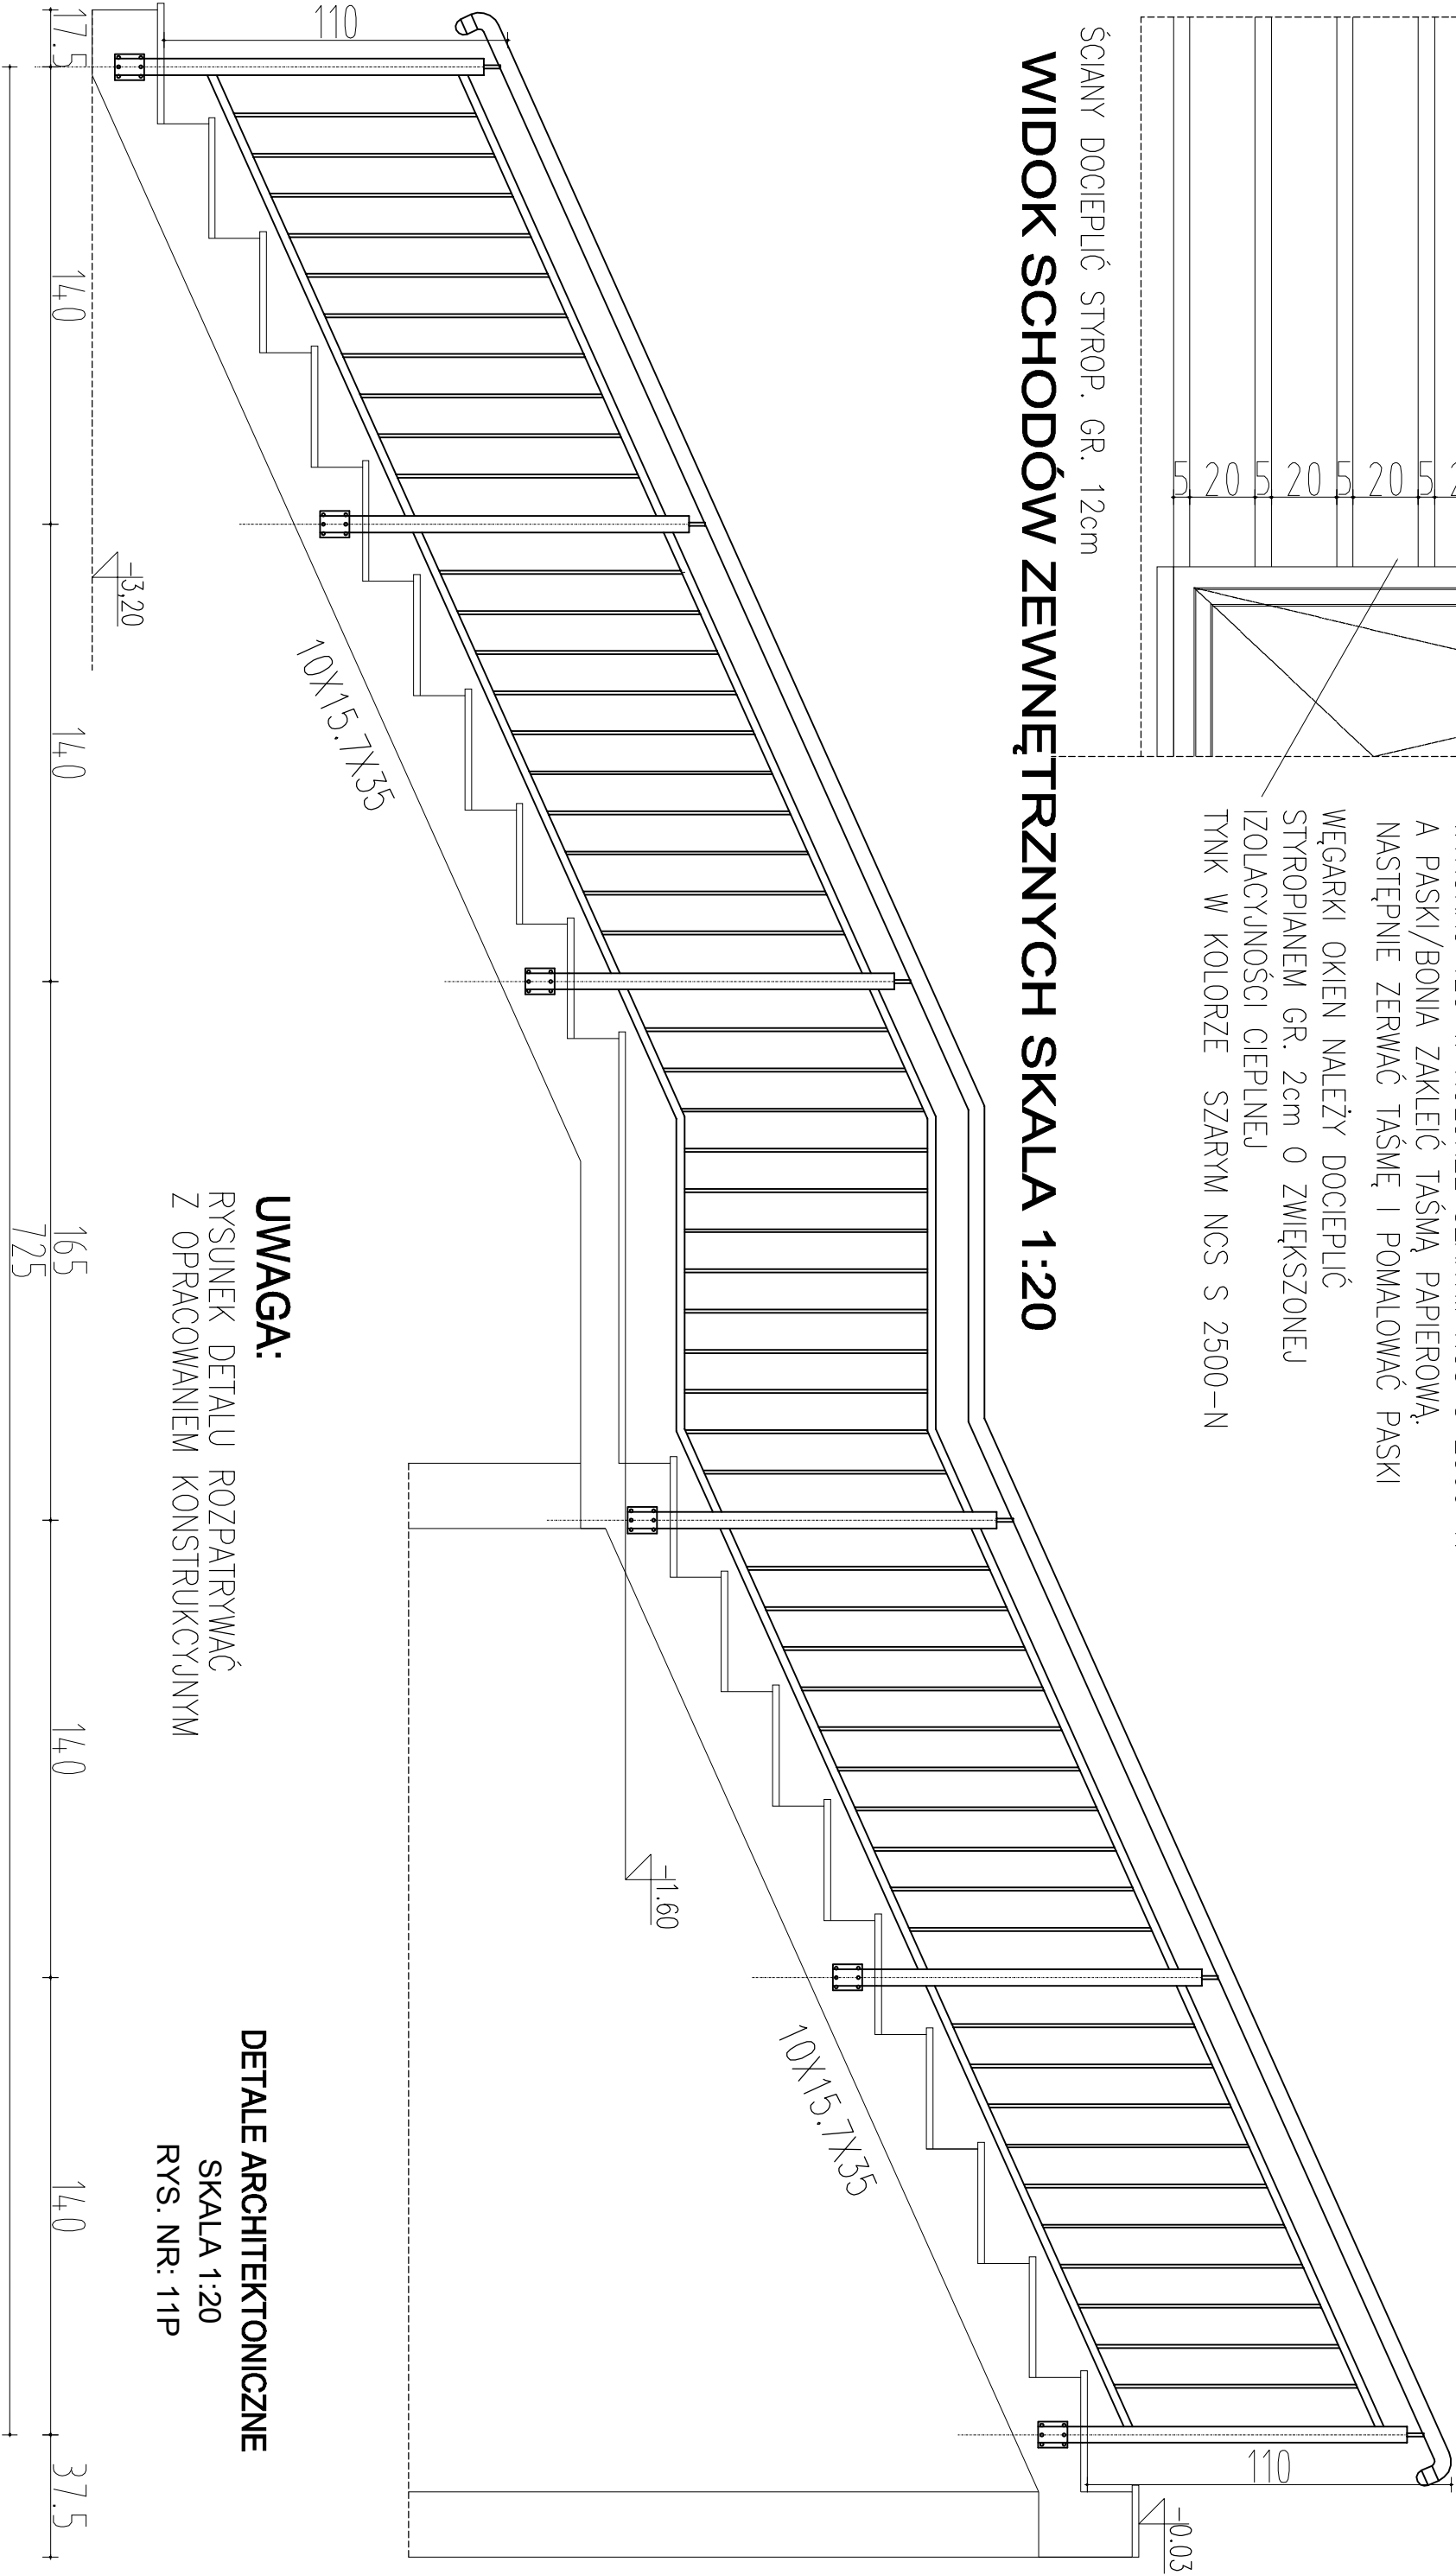 A PASKI/BONIA ZAKLEIĆ TAŚMĄ PAPIEROWĄ.
NASTĘPNIE ZERWAĆ TAŚMĘ I POMALOWAĆ PASKI
WĘGARKI OKIEN NALEŻY DOCIEPLIĆ
STYROPIANEM GR. 2cm O ZWIĘKSZONEJ
IZOLACYJNOŚCI CIEPLNEJ
TYNK W KOLORZE SZARYM NCS S 2500-N
5 20 5 20 5 20 5
ŚCIANY DOCIEPLIĆ STYROP. GR. 12cm
WIDOK SCHODÓW ZEWNĘTRZNYCH SKALA 1:20
110
110
-0.03
-1.60
-3,20
10X15.7X35
10X15.7X35
UWAGA:
RYSUNEK DETALU ROZPATRYWAĆ
Z OPRACOWANIEM KONSTRUKCYJNYM
DETALE ARCHITEKTONICZNE
SKALA 1:20
RYS. NR: 11P
17.5 140 140 165 140 140 37.5
725